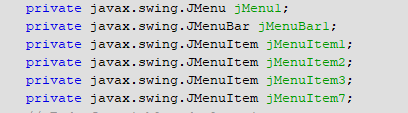 private javax.swing.JMenu jMenu1;
private javax.swing.JMenuBar jMenuBar1;
private javax.swing.JMenuItem jMenuItem1;
private javax.swing.JMenuItem jMenuItem2;
private javax.swing.JMenuItem jMenuItem3;
private javax.swing.JMenuItem jMenuItem7;